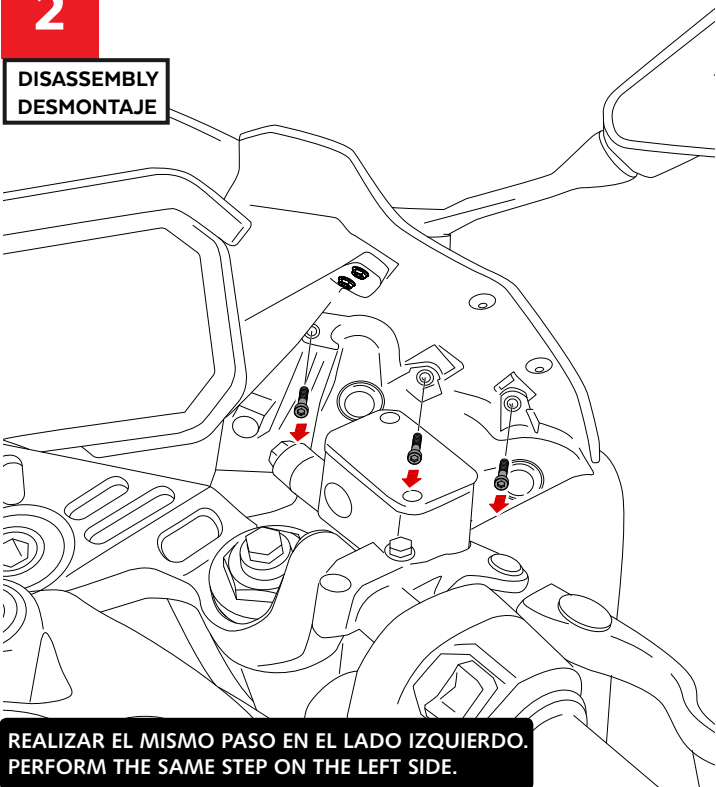 2
DISASSEMBLY
DESMONTAJE
REALIZAR EL MISMO PASO EN EL LADO IZQUIERDO.
PERFORM THE SAME STEP ON THE LEFT SIDE.